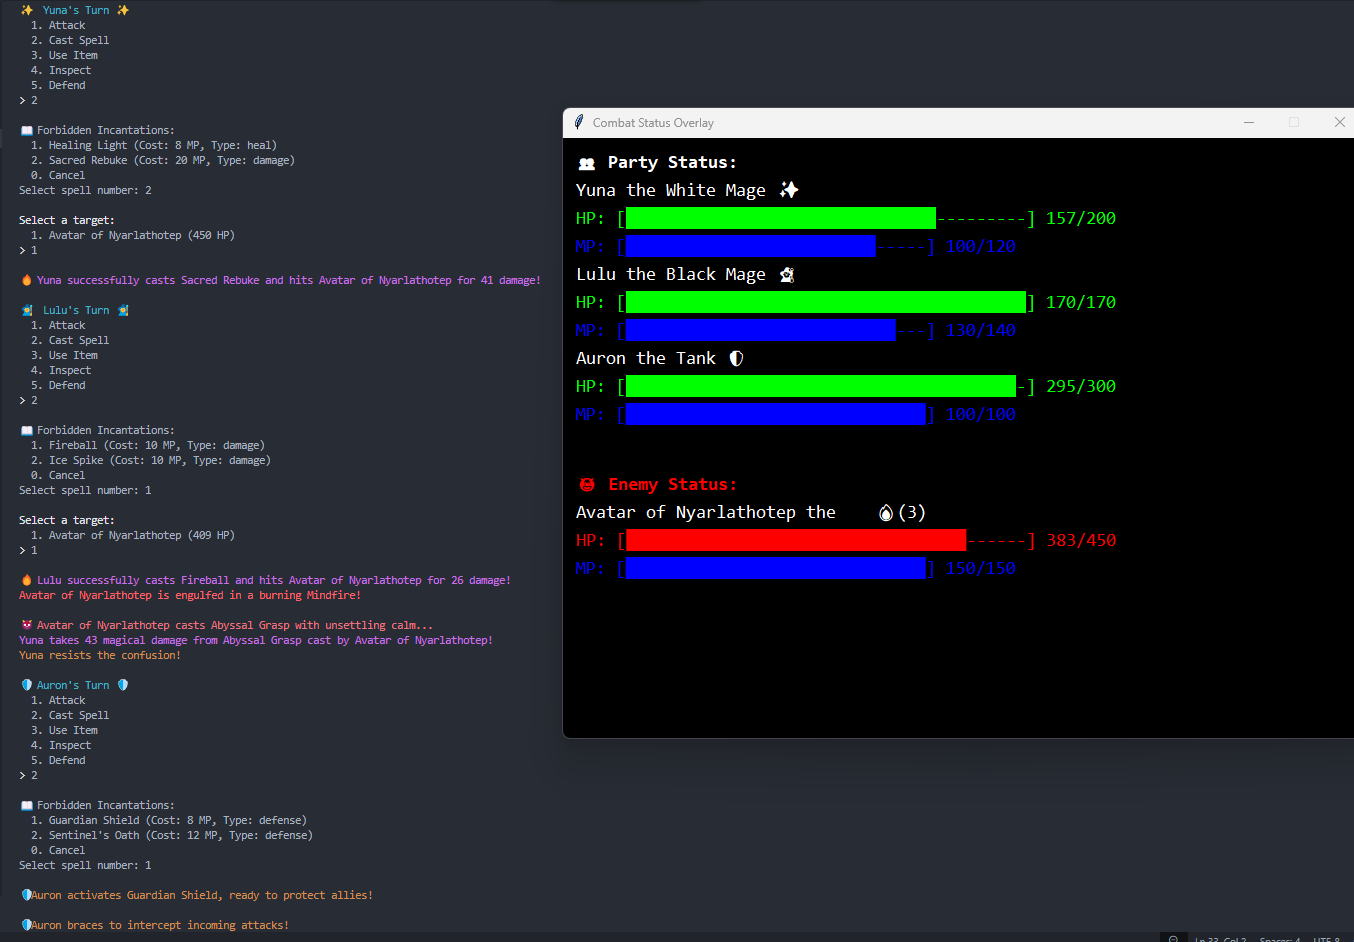 ✨ Yuna's Turn ✨
1. Attack
2. Cast Spell
3. Use Item
4. Inspect
5. Defend
> 2
📖 Forbidden Incantations:
1. Healing Light (Cost: 8 MP, Type: heal)
2. Sacred Rebuke (Cost: 20 MP, Type: damage)
0. Cancel
Select spell number: 2
Select a target:
1. Avatar of Nyarlathotep (450 HP)
> 1
🔥 Yuna successfully casts Sacred Rebuke and hits Avatar of Nyarlathotep for 41 damage!
Lulu's Turn
1. Attack
2. Cast Spell
3. Use Item
4. Inspect
5. Defend
> 2
📖 Forbidden Incantations:
1. Fireball (Cost: 10 MP, Type: damage)
2. Ice Spike (Cost: 10 MP, Type: damage)
0. Cancel
Select spell number: 1
Select a target:
1. Avatar of Nyarlathotep (409 HP)
> 1
🔥 Lulu successfully casts Fireball and hits Avatar of Nyarlathotep for 26 damage!
Avatar of Nyarlathotep is engulfed in a burning Mindfire!
😈 Avatar of Nyarlathotep casts Abyssal Grasp with unsettling calm...
Yuna takes 43 magical damage from Abyssal Grasp cast by Avatar of Nyarlathotep!
Yuna resists the confusion!
🛡 Auron's Turn 🛡
1. Attack
2. Cast Spell
3. Use Item
4. Inspect
5. Defend
> 2
📖 Forbidden Incantations:
1. Guardian Shield (Cost: 8 MP, Type: defense)
2. Sentinel's Oath (Cost: 12 MP, Type: defense)
0. Cancel
Select spell number: 1
🛡Auron activates Guardian Shield, ready to protect allies!
🛡Auron braces to intercept incoming attacks!
Combat Status Overlay
👥 Party Status:
Yuna the White Mage ✨
HP: [---------] 157/200
MP: [-----] 100/120
Lulu the Black Mage
HP: [] 170/170
MP: [---] 130/140
Auron the Tank 🛡
HP: [-] 295/300
MP: [] 100/100
👹 Enemy Status:
Avatar of Nyarlathotep the 🔥(3)
HP: [------] 383/450
MP: [] 150/150
Ln 33, Col 2 Spaces: 4 UTF-8